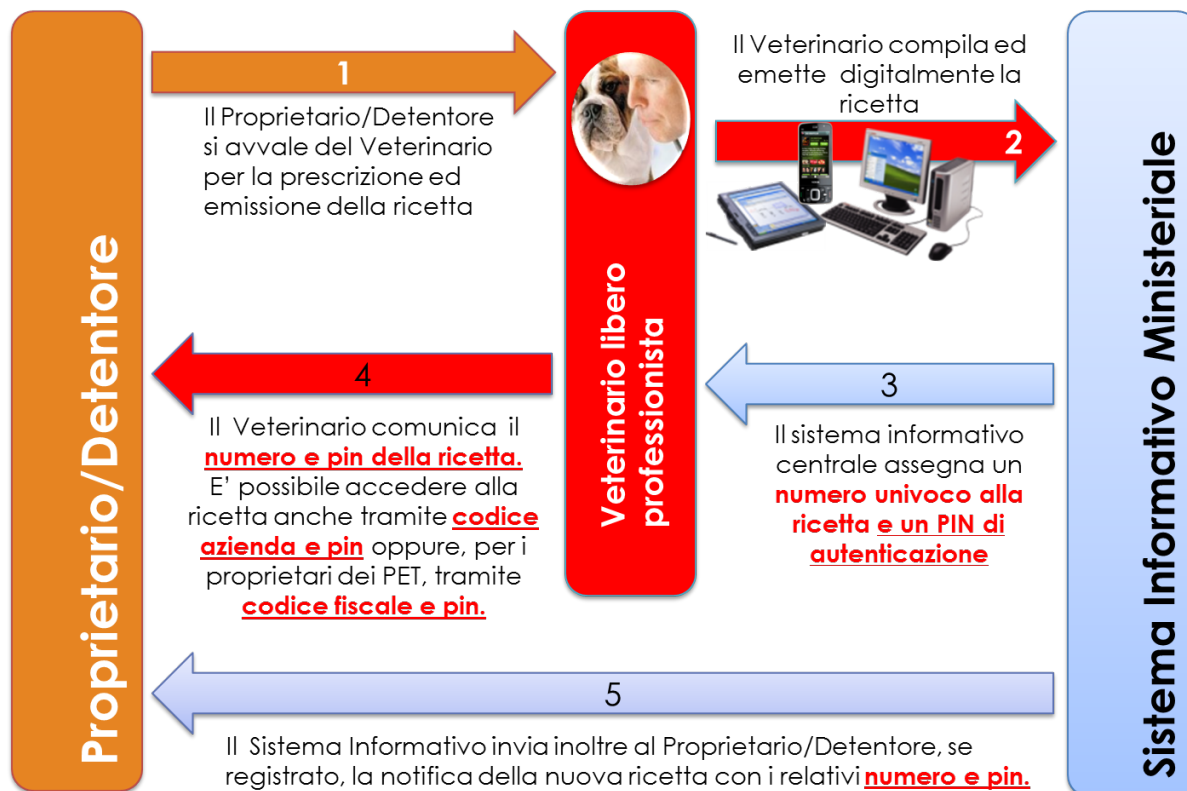 Proprietario/Detentore
1
Il Proprietario/Detentore
si avvale del Veterinario
per la prescrizione ed
emissione della ricetta
Veterinario libero
professionista
Il Veterinario compila ed
emette digitalmente la
ricetta
2
Sistema Informativo Ministeriale
3
Il sistema informativo
centrale assegna un
numero univoco alla
ricetta e un PIN di
autenticazione
4
Il Veterinario comunica il
numero e pin della ricetta.
E' possibile accedere alla
ricetta anche tramite codice
azienda e pin oppure, per i
proprietari dei PET, tramite
codice fiscale e pin.
5
Il Sistema Informativo invia inoltre al Proprietario/Detentore, se
registrato, la notifica della nuova ricetta con i relativi numero e pin.